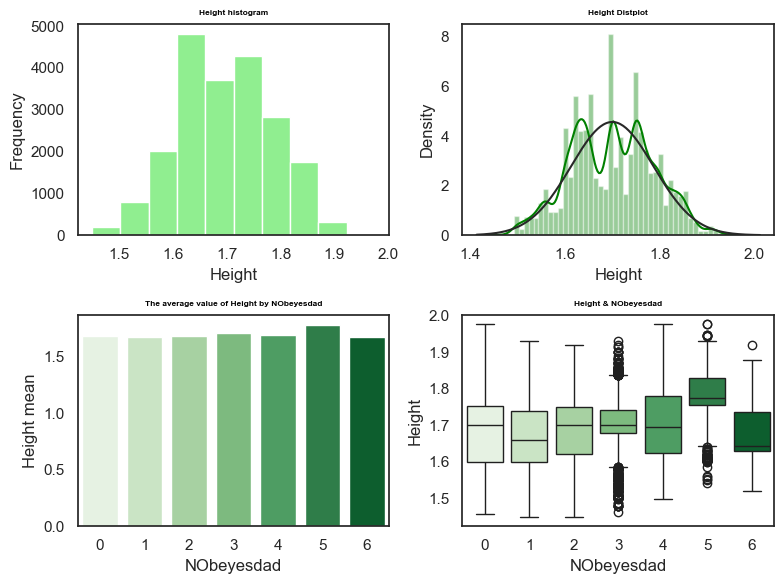 Height histogram
5000
4000
3000
2000
1000
0
Frequency
1.5 1.6 1.7 1.8 1.9 2.0
Height
Height Distplot
8
6
4
2
0
Density
1.4 1.6 1.8 2.0
Height
The average value of Height by NObeyesdad
1.5
1.0
0.5
0.0
Height mean
0 1 2 3 4 5 6
NObeyesdad
Height & NObeyesdad
2.0
1.9
1.8
1.7
1.6
1.5
Height
0 1 2 3 4 5 6
NObeyesdad